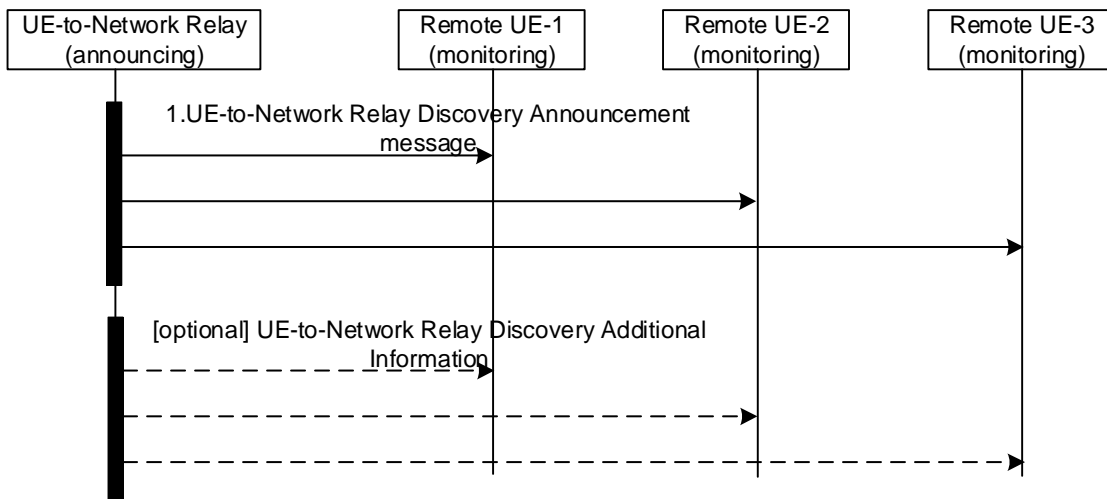 UE-to-Network Relay
(announcing)
Remote UE-1
(monitoring)
Remote UE-2
(monitoring)
Remote UE-3
(monitoring)
1.UE-to-Network Relay Discovery Announcement
message
[optional] UE-to-Network Relay Discovery Additional
Information